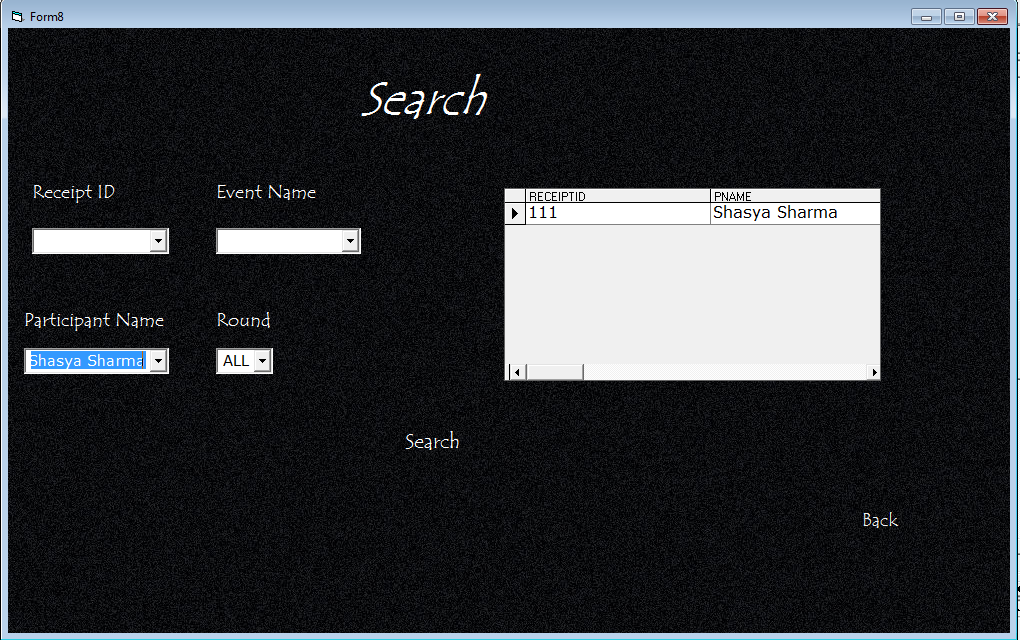 Form8
Search
Receipt ID Event Name
RECEIPTID PNAME
111 Shasya Sharma
Participant Name Round
Shasya Sharma ALL
Search
Back